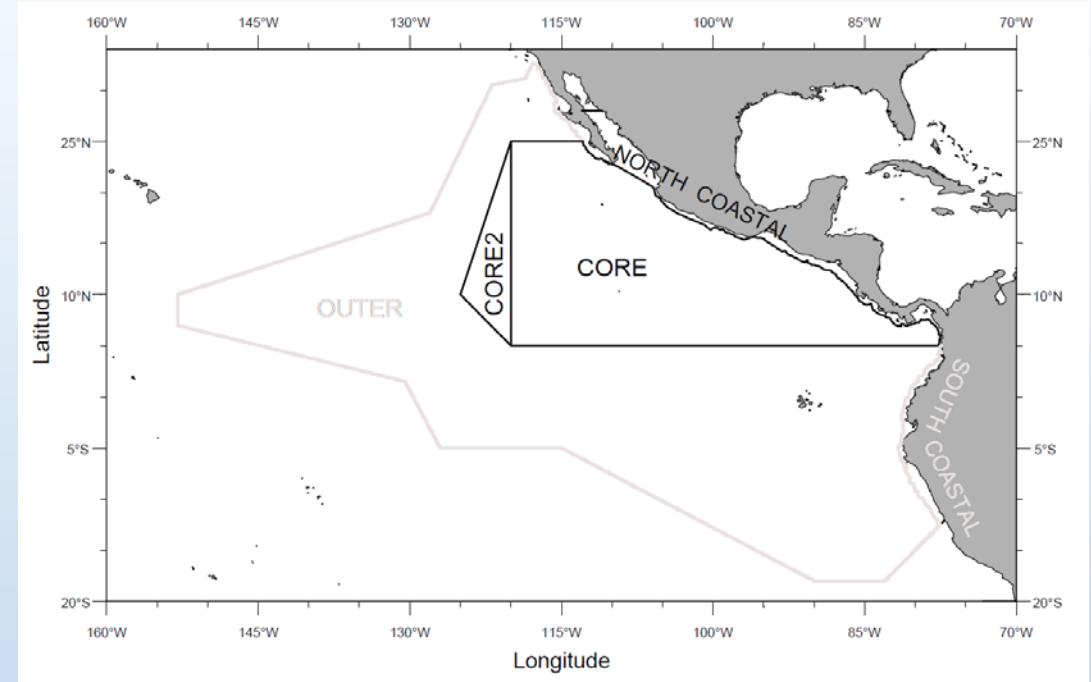 160°W 145°W 130°W 115°W 100°W 85°W 70°W
25°N 25°N
NORTH COASTAL
CORE2
CORE
10°N 10°N
OUTER
Latitude
SOUTH COASTAL
5°S 5°S
20°S 20°S
160°W 145°W 130°W 115°W 100°W 85°W 70°W
Longitude